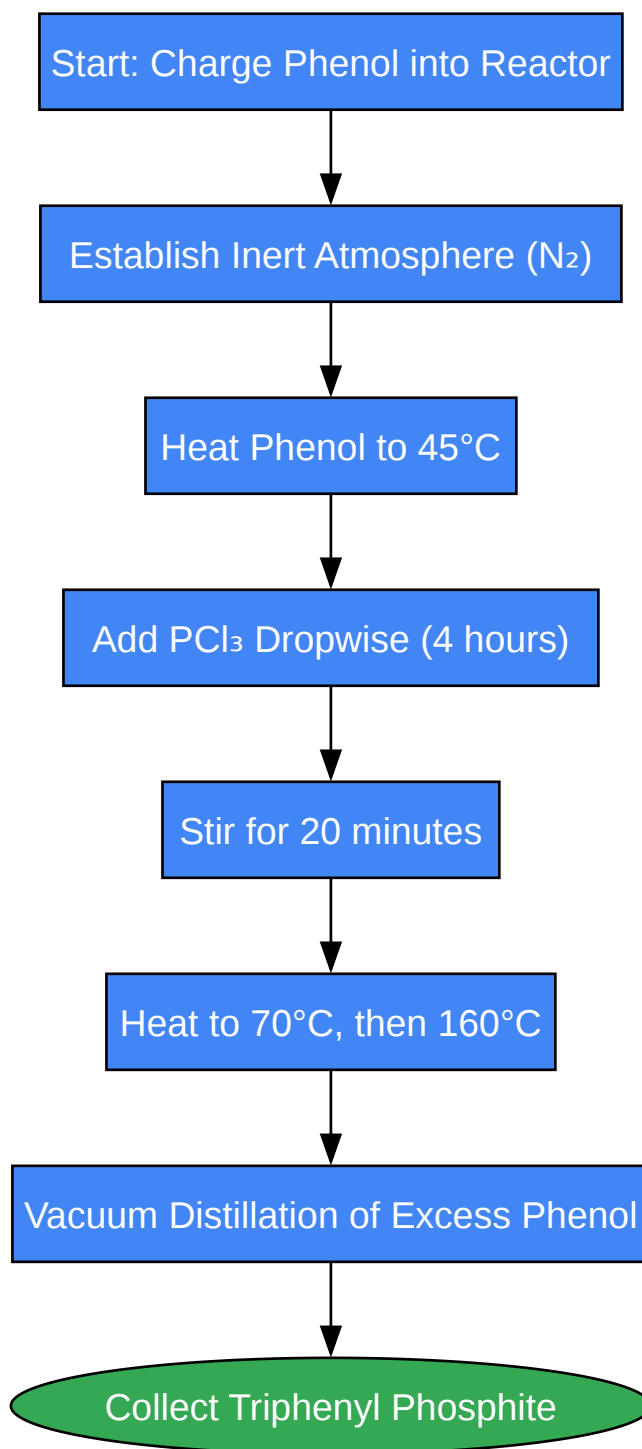 Start: Charge Phenol into Reactor
Establish Inert Atmosphere (N₂)
Heat Phenol to 45°C
Add PCl₃ Dropwise (4 hours)
Stir for 20 minutes
Heat to 70°C, then 160°C
Vacuum Distillation of Excess Phenol
Collect Triphenyl Phosphite